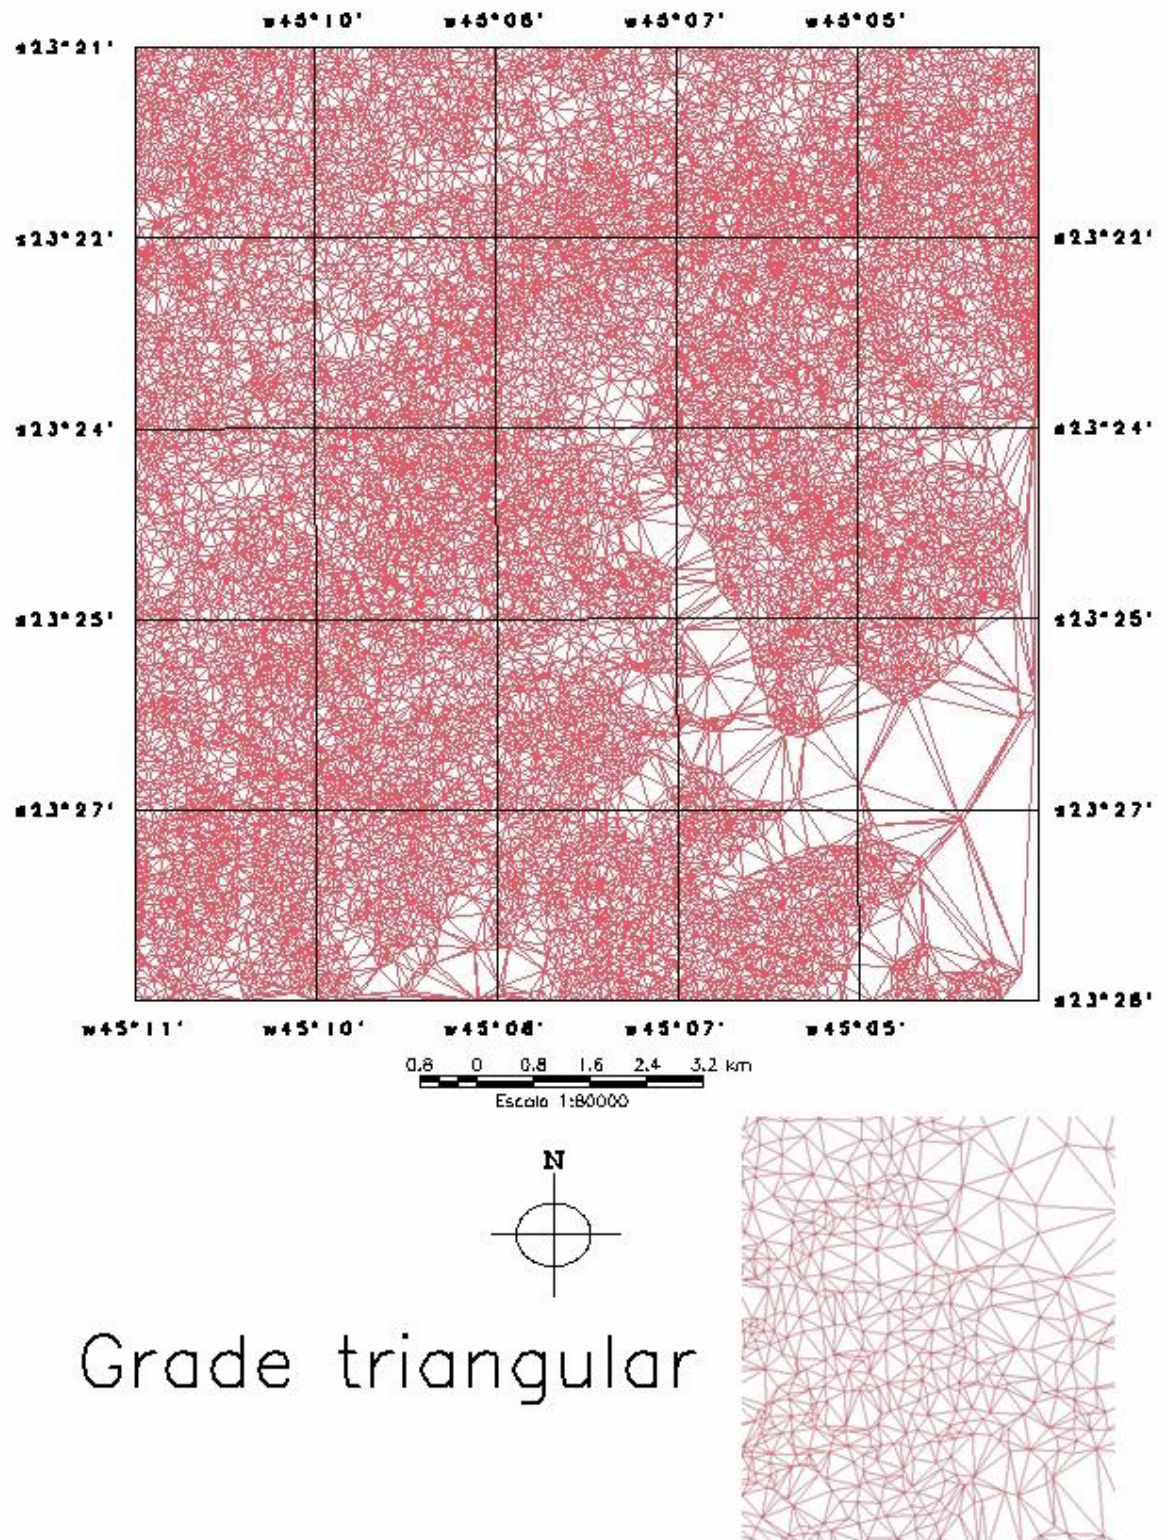 w45°10' w45°08' w45°07' w45°05'
s23°21'
s23°22' s23°22'
s23°24' s23°24'
s23°25' s23°25'
s23°27' s23°27'
s23°28'
w45°11' w45°10' w45°08' w45°07' w45°05'
0.8 0 0.8 1.6 2.4 3.2 km
Escala 1:80000
N
Grade triangular